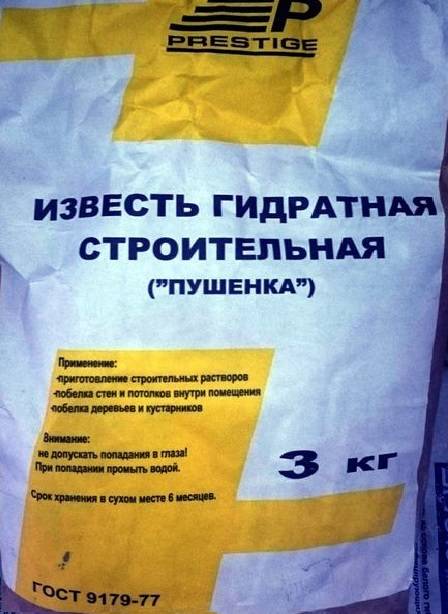 PRESTIGE
ИЗВЕСТЬ ГИДРАТНАЯ
СТРОИТЕЛЬНАЯ
("ПУШЕНКА")
Применение:
-приготовление строительных растворов
-побелка стен и потолков внутри помещения
-побелка деревьев и кустарников
Внимание:
не допускать попадания в глаза!
При попадании промыть водой.
3 кг
Срок хранения в сухом месте 6 месяцев.
ГОСТ 9179-77